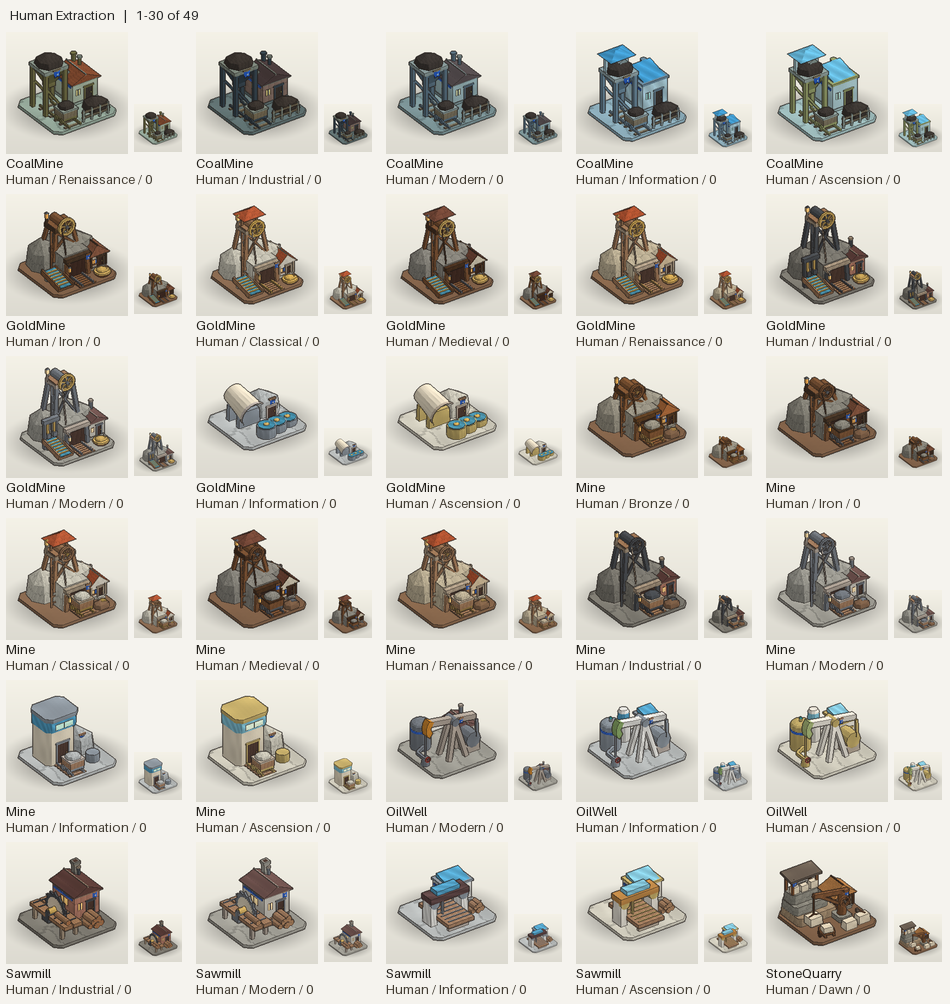 Human Extraction | 1-30 of 49
CoalMine
Human / Renaissance / 0
CoalMine
Human / Industrial / 0
CoalMine
Human / Modern / 0
CoalMine
Human / Information / 0
CoalMine
Human / Ascension / 0
GoldMine
Human / Iron / 0
GoldMine
Human / Classical / 0
GoldMine
Human / Medieval / 0
GoldMine
Human / Renaissance / 0
GoldMine
Human / Industrial / 0
GoldMine
Human / Modern / 0
GoldMine
Human / Information / 0
GoldMine
Human / Ascension / 0
Mine
Human / Bronze / 0
Mine
Human / Iron / 0
Mine
Human / Classical / 0
Mine
Human / Medieval / 0
Mine
Human / Renaissance / 0
Mine
Human / Industrial / 0
Mine
Human / Modern / 0
Mine
Human / Information / 0
Mine
Human / Ascension / 0
OilWell
Human / Modern / 0
OilWell
Human / Information / 0
OilWell
Human / Ascension / 0
Sawmill
Human / Industrial / 0
Sawmill
Human / Modern / 0
Sawmill
Human / Information / 0
Sawmill
Human / Ascension / 0
StoneQuarry
Human / Dawn / 0